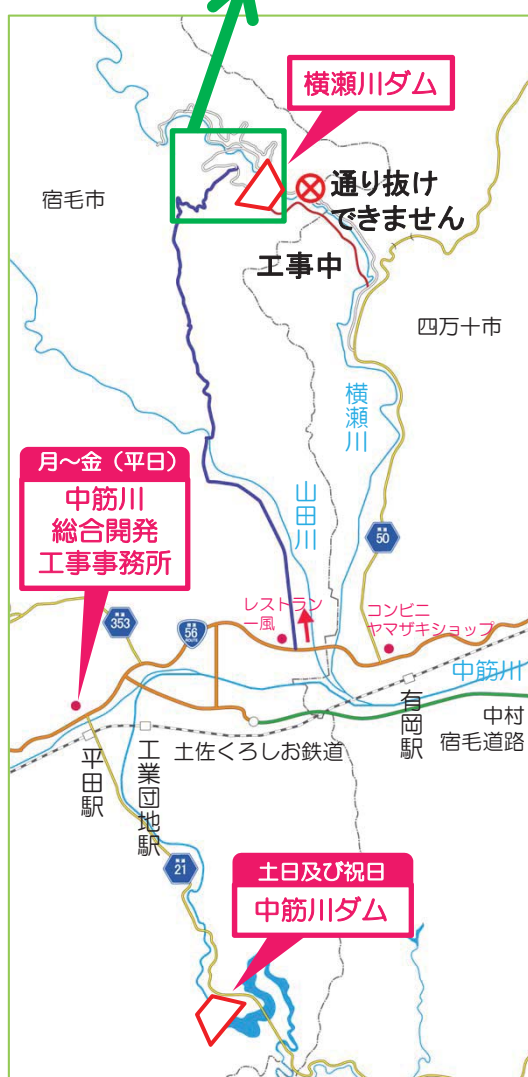 横瀬川ダム
通り抜け
できません
宿毛市
工事中
四万十市
横瀬川
月～金（平日）
中筋川
総合開発
工事事務所
山田川
50
353
56
レストラン
一風
コンビニ
ヤマザキショップ
中筋川
有岡駅
中村
宿毛道路
土佐くろしお鉄道
平田駅
工業団地駅
21
土日及び祝日
中筋川ダム